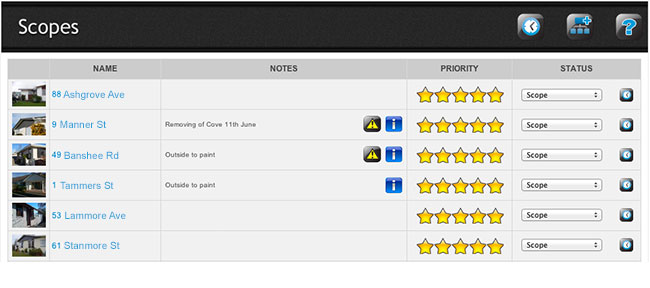 Scopes
NAME NOTES PRIORITY STATUS
88 Ashgrove Ave Scope
9 Manner St Removing of Cove 11th June Scope
49 Banshee Rd Outside to paint Scope
1 Tammers St Outside to paint Scope
53 Lammore Ave Scope
61 Stanmore St Scope